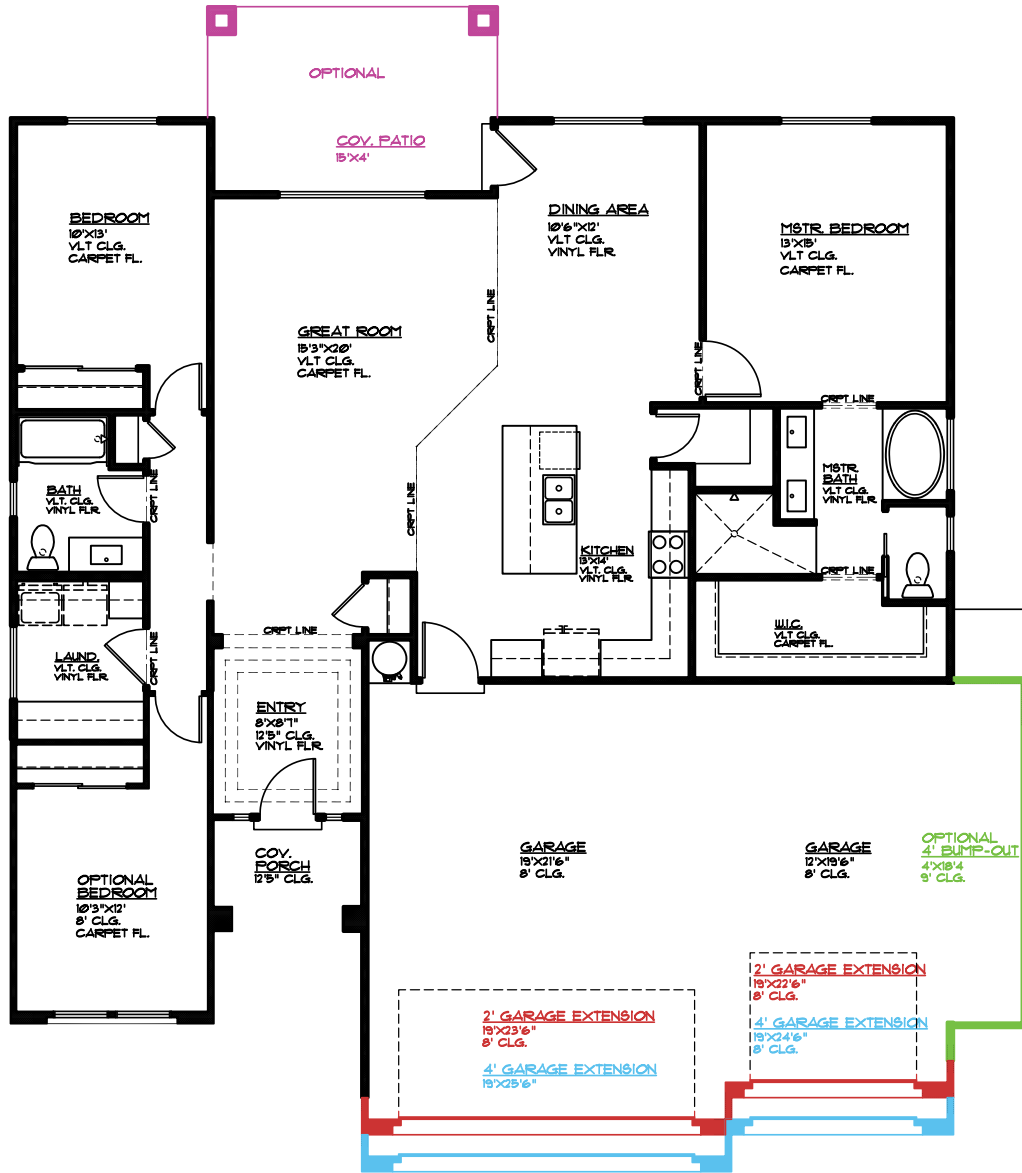 OPTIONAL
COV. PATIO
15'X4'
BEDROOM
10'X13'
VLT CLG.
CARPET FL.
DINING AREA
10'6"X12'
VLT CLG.
VINYL FLR.
MSTR. BEDROOM
13'X15'
VLT CLG.
CARPET FL.
GREAT ROOM
15'3"X20'
VLT CLG.
CARPET FL.
CRPT LINE
CRPT LINE
CRPT LINE
BATH
VLT. CLG.
VINYL FLR.
CRPT LINE
CRPT LINE
MSTR.
BATH
VLT CLG.
VINYL FLR.
KITCHEN
13'X14'
VLT. CLG.
VINYL FLR.
CRPT LINE
W.I.C.
VLT CLG.
CARPET FL.
LAUND.
VLT. CLG.
VINYL FLR.
CRPT LINE
CRPT LINE
ENTRY
8'X8'7"
12'5" CLG.
VINYL FLR.
COV.
PORCH
12'5" CLG.
OPTIONAL
BEDROOM
10'3"X12'
8' CLG.
CARPET FL.
GARAGE
19'X21'6"
8' CLG.
GARAGE
12'X19'6"
8' CLG.
OPTIONAL
4' BUMP-OUT
4'X18'4
9' CLG.
2' GARAGE EXTENSION
19'X23'6"
8' CLG.
4' GARAGE EXTENSION
19'X25'6"
2' GARAGE EXTENSION
19'X22'6"
8' CLG.
4' GARAGE EXTENSION
19'X24'6"
8' CLG.